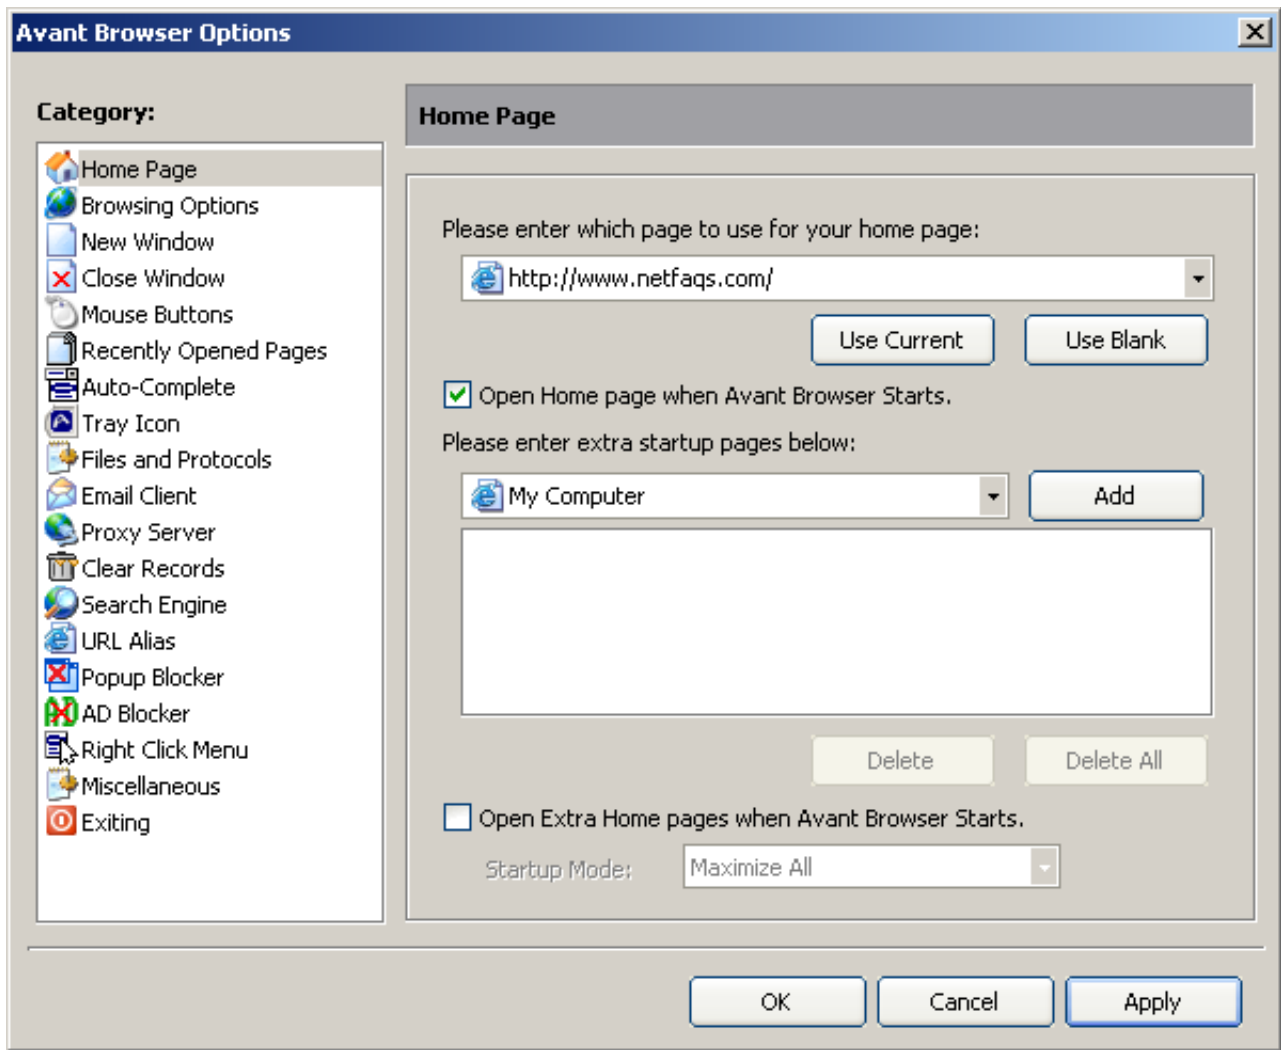 Avant Browser Options
Category:
Home Page
Browsing Options
New Window
Close Window
Mouse Buttons
Recently Opened Pages
Auto-Complete
Tray Icon
Files and Protocols
Email Client
Proxy Server
Clear Records
Search Engine
URL Alias
Popup Blocker
AD Blocker
Right Click Menu
Miscellaneous
Exiting
Home Page
Please enter which page to use for your home page:
http://www.netfaqs.com/
Use Current Use Blank
Open Home page when Avant Browser Starts.
Please enter extra startup pages below:
My Computer Add
Delete Delete All
Open Extra Home pages when Avant Browser Starts.
Startup Mode: Maximize All
OK Cancel Apply